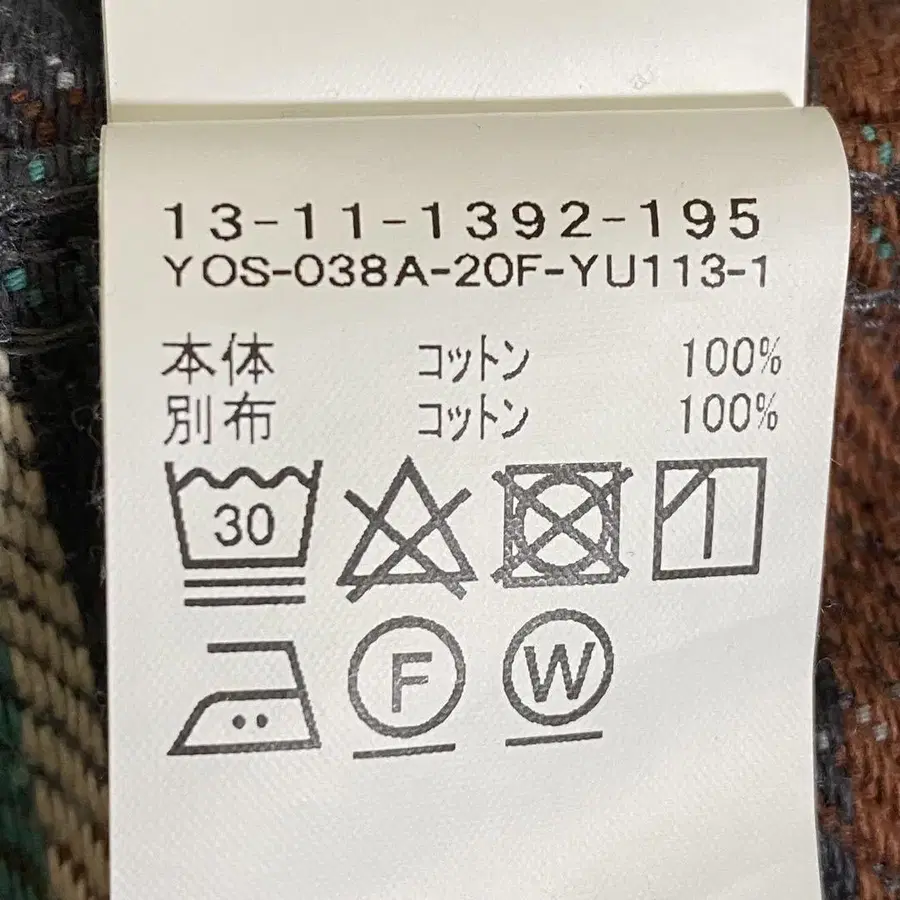 13-11-1392-195
YOS-038A-20F-YU113-1
本体 コットン 100%
別布 コットン 100%
30
F W